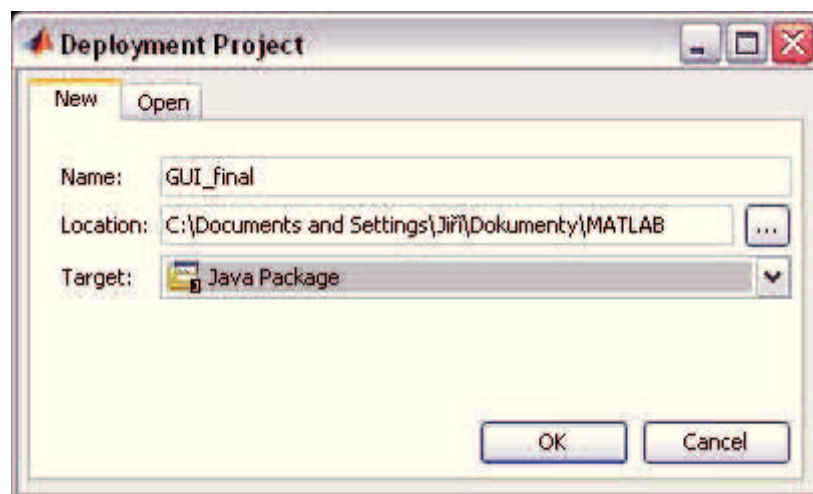 Deployment Project
New Open
Name: GUI_final
Location: C:\Documents and Settings\Jiří\Dokumenty\MATLAB ...
Target: Java Package
OK Cancel